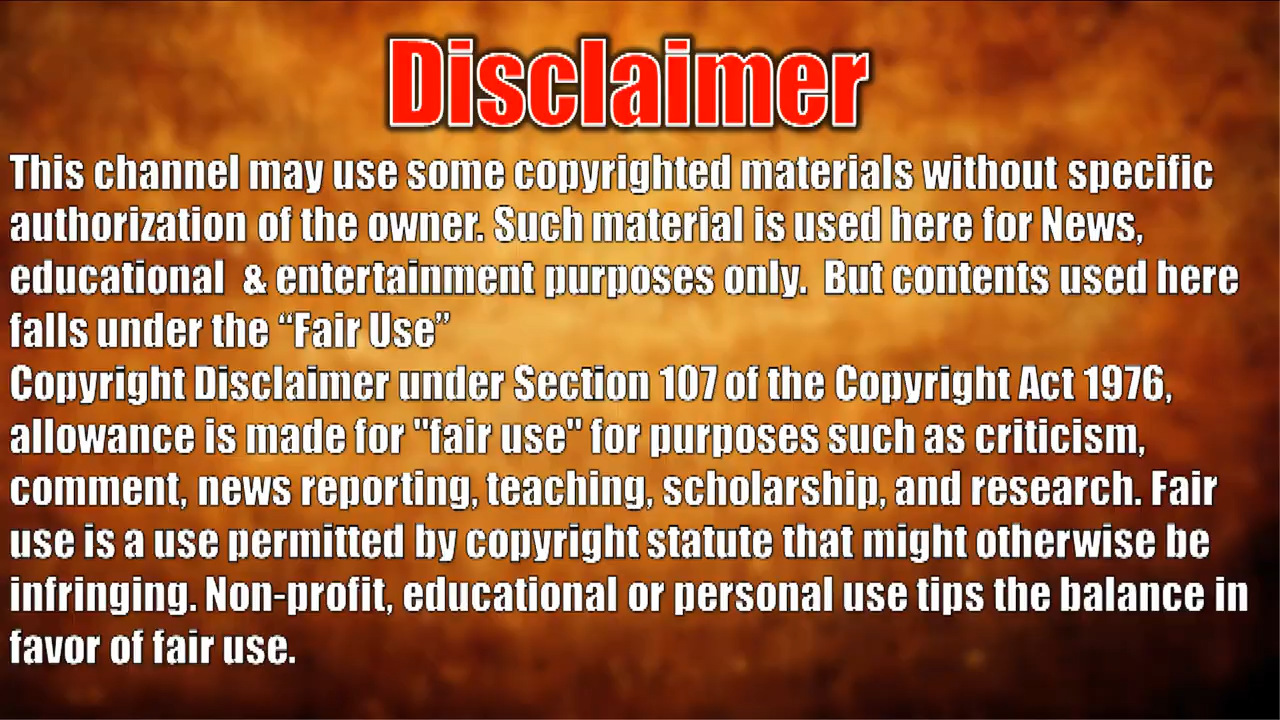 Disclaimer
This channel may use some copyrighted materials without specific
authorization of the owner. Such material is used here for News,
educational  & entertainment purposes only.  But contents used here
falls under the “Fair Use”
Copyright Disclaimer under Section 107 of the Copyright Act 1976,
allowance is made for "fair use" for purposes such as criticism,
comment, news reporting, teaching, scholarship, and research. Fair
use is a use permitted by copyright statute that might otherwise be
infringing. Non-profit, educational or personal use tips the balance in
favor of fair use.